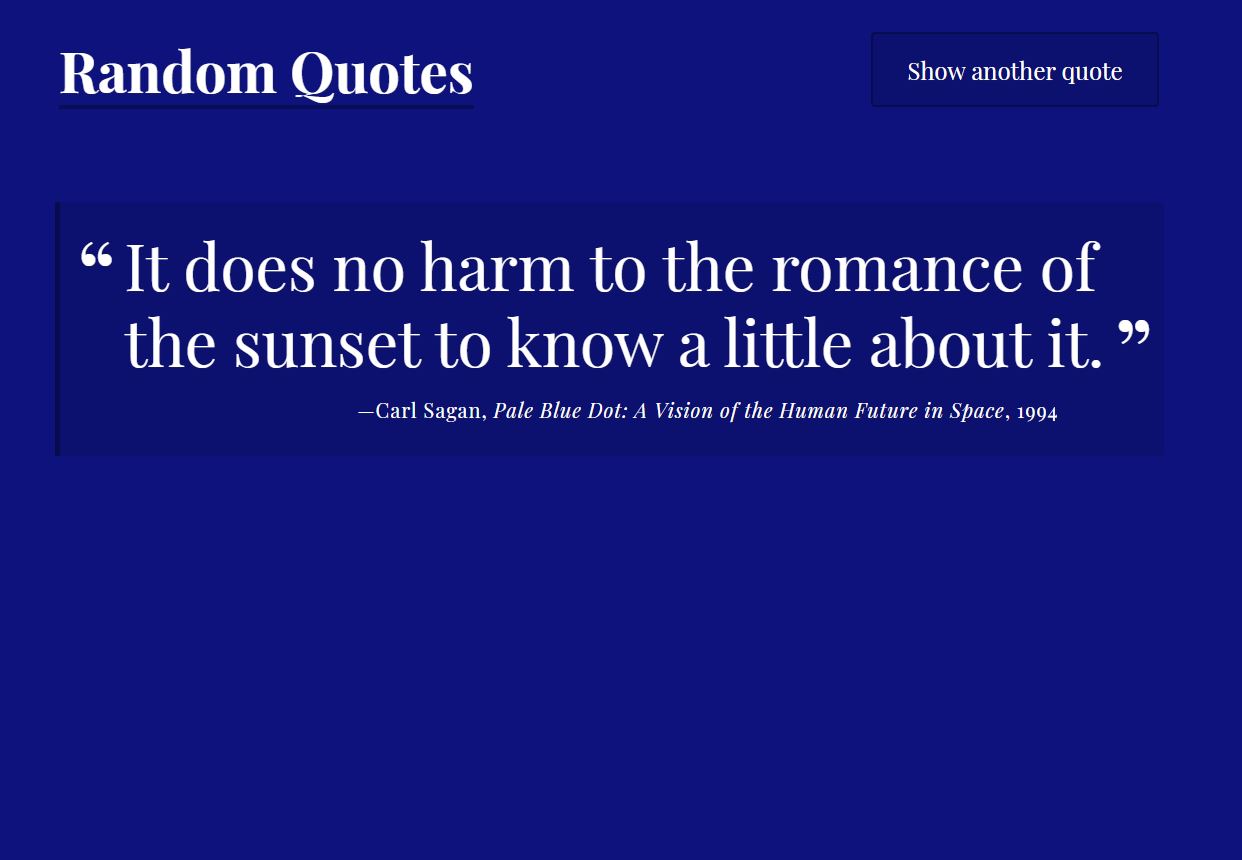 Random Quotes
Show another quote
“ It does no harm to the romance of
the sunset to know a little about it. ”
—Carl Sagan, Pale Blue Dot: A Vision of the Human Future in Space, 1994